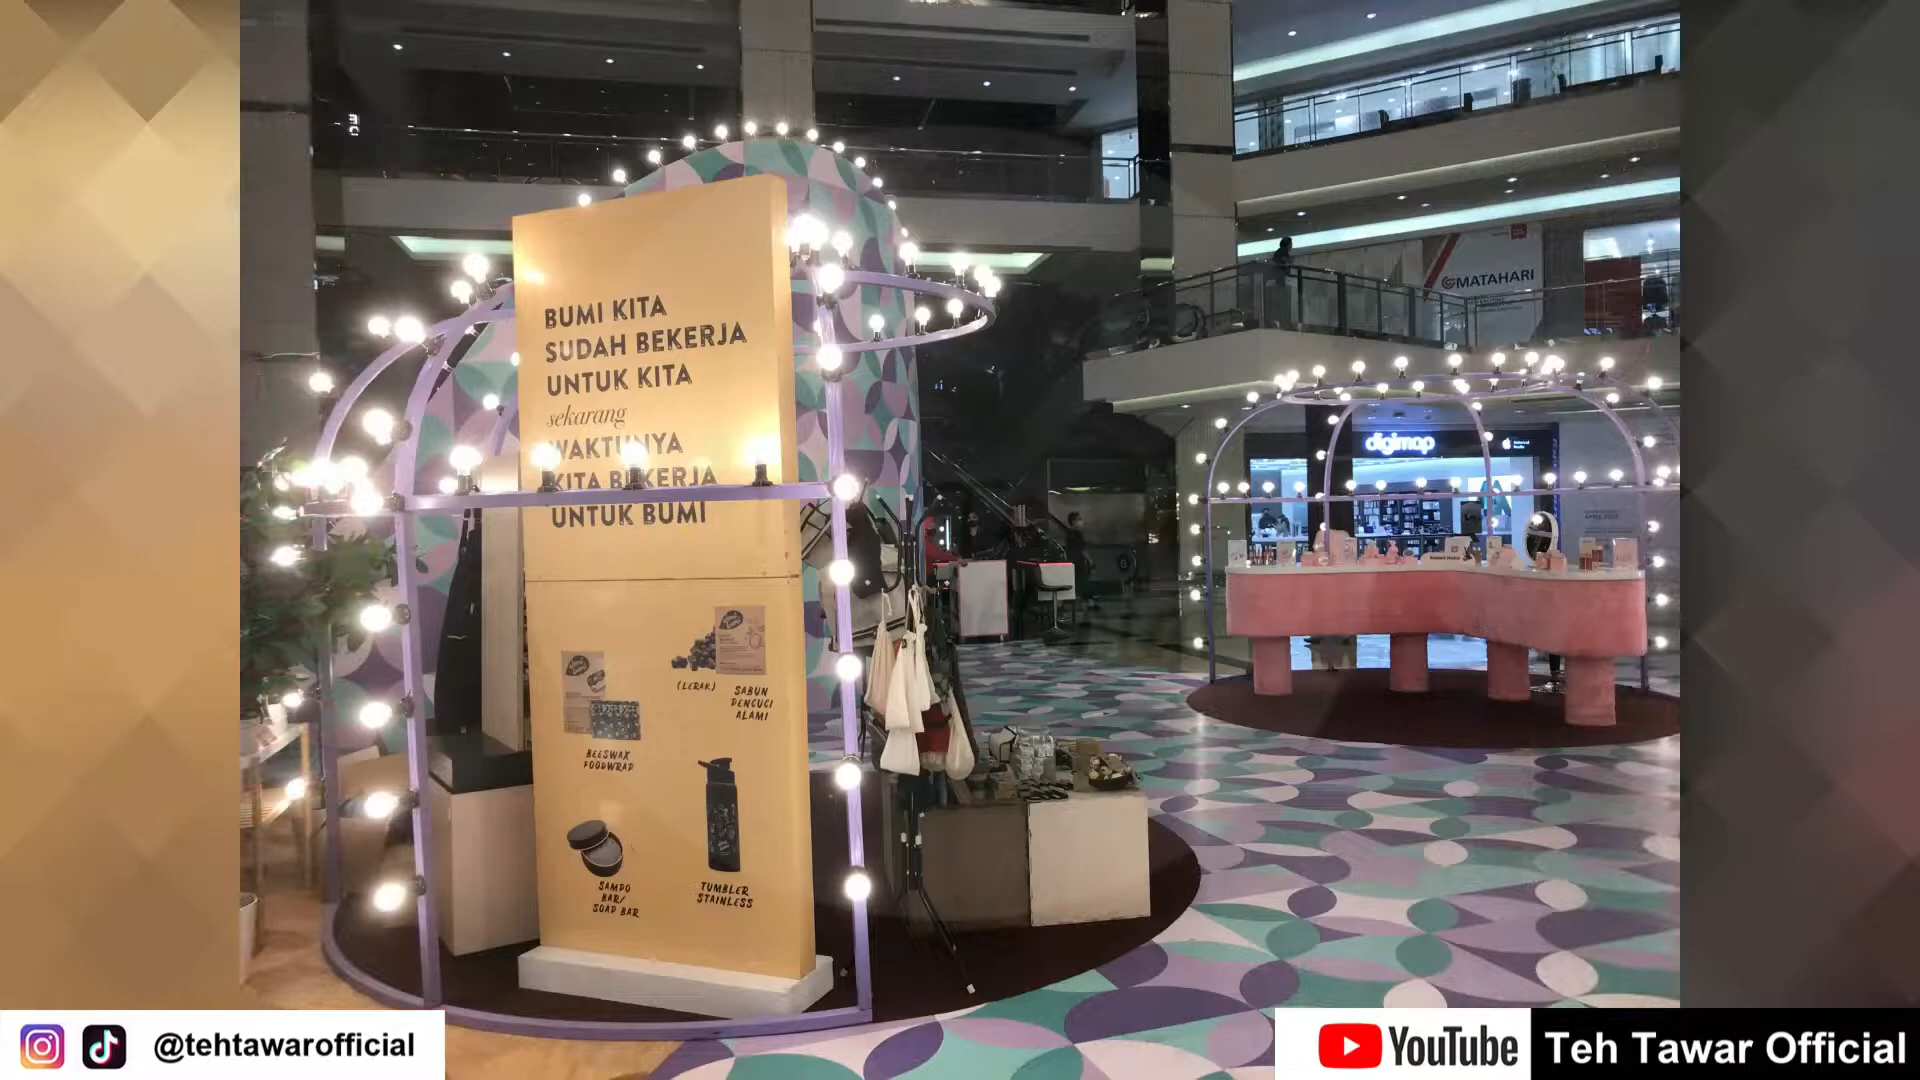 BUMI KITA
SUDAH BEKERJA
UNTUK KITA
sekarang
WAKTUNYA
KITA BEKERJA
UNTUK BUMI
(LERAK)
SABUN
PENCUCI
ALAMI
BEESWAX
FOODWRAP
SAMPO
BAR/
SOAP BAR
TUMBLER
STAINLESS
MATAHARI
digimap
@tehtawarofficial
YouTube
Teh Tawar Official